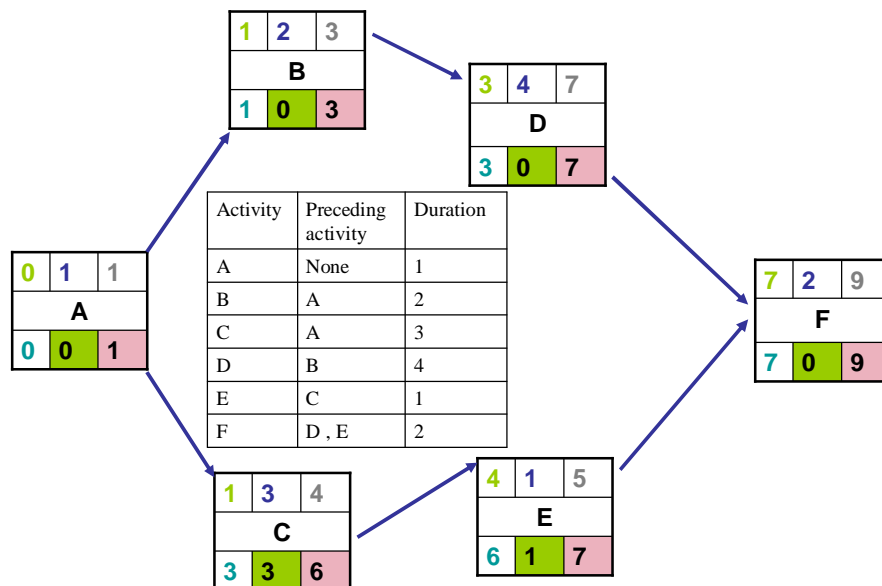 1 2 3
B
1 0 3
3 4 7
D
3 0 7
0 1 1
A
0 0 1
Activity Preceding activity Duration
A None 1
B A 2
C A 3
D B 4
E C 1
F D , E 2
7 2 9
F
7 0 9
1 3 4
C
3 3 6
4 1 5
E
6 1 7